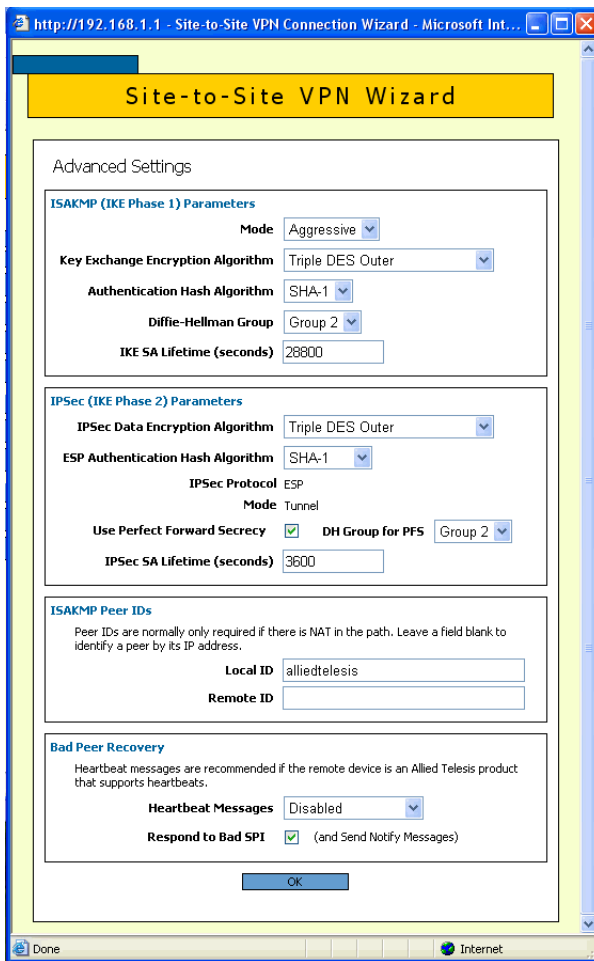 http://192.168.1.1 - Site-to-Site VPN Connection Wizard - Microsoft Int...
Site-to-Site VPN Wizard
Advanced Settings
ISAKMP (IKE Phase 1) Parameters
Mode Aggressive
Key Exchange Encryption Algorithm Triple DES Outer
Authentication Hash Algorithm SHA-1
Diffie-Hellman Group Group 2
IKE SA Lifetime (seconds) 28800
IPSec (IKE Phase 2) Parameters
IPSec Data Encryption Algorithm Triple DES Outer
ESP Authentication Hash Algorithm SHA-1
IPSec Protocol ESP
Mode Tunnel
Use Perfect Forward Secrecy DH Group for PFS Group 2
IPSec SA Lifetime (seconds) 3600
ISAKMP Peer IDs
Peer IDs are normally only required if there is NAT in the path. Leave a field blank to
identify a peer by its IP address.
Local ID alliedtelesis
Remote ID
Bad Peer Recovery
Heartbeat messages are recommended if the remote device is an Allied Telesis product
that supports heartbeats.
Heartbeat Messages Disabled
Respond to Bad SPI (and Send Notify Messages)
OK
Done Internet